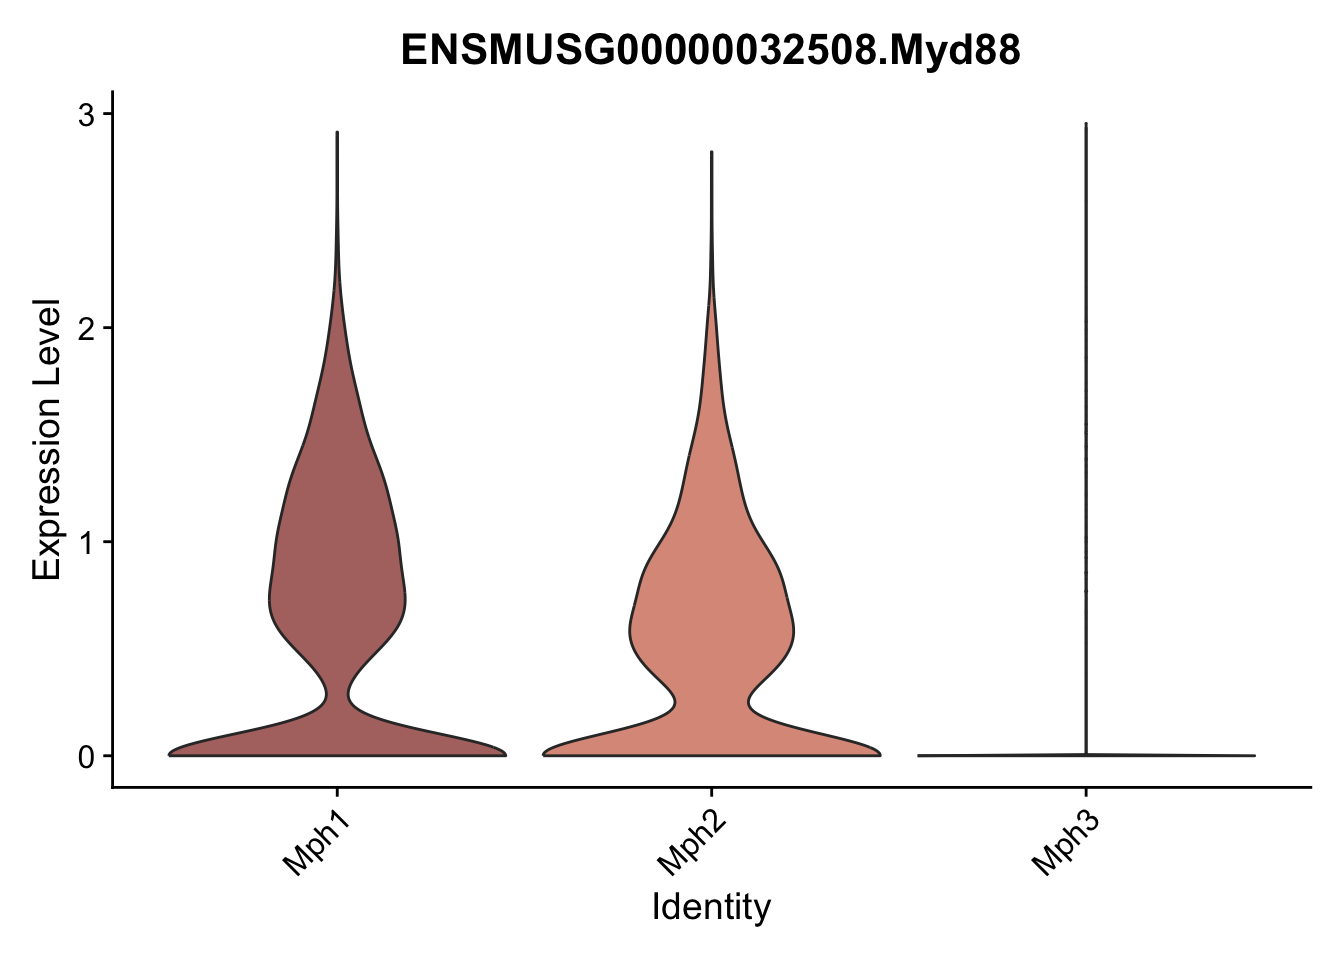 ENSMUSG00000032508.Myd88
3
2
1
0
Expression Level
Mph1
Mph2
Mph3
Identity